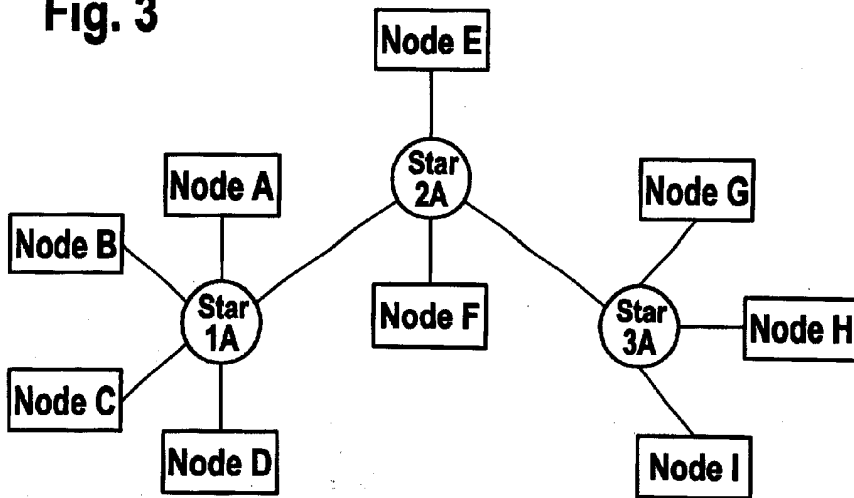 Fig. 3
Node E
Star
2A
Node A
Node G
Node B
Star
1A
Node F
Star
3A
Node H
Node C
Node D
Node I